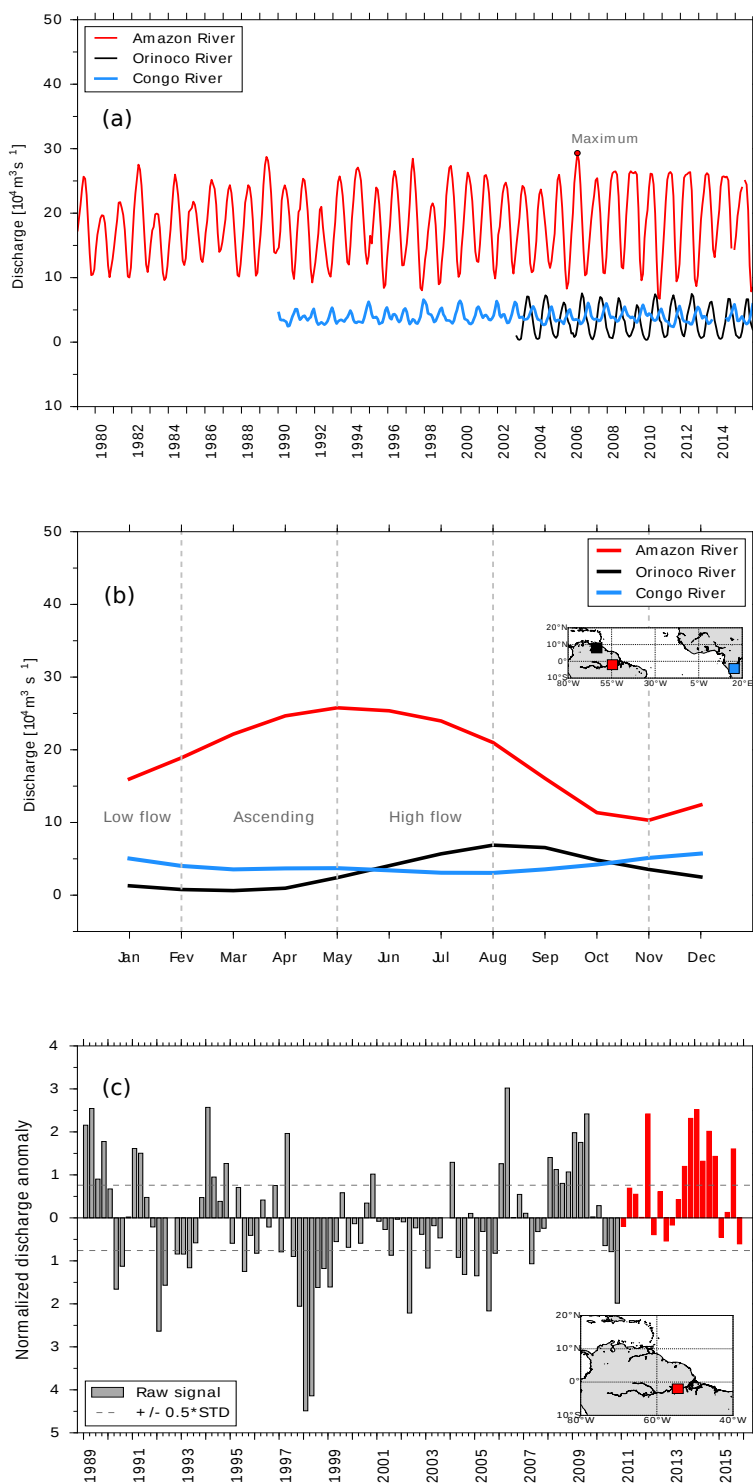 50
40
30
20
10
0
10
Discharge [10⁴ m³ s ¹]
Amazon River
Orinoco River
Congo River
(a)
Maximum
1980
1982
1984
1986
1988
1990
1992
1994
1996
1998
2000
2002
2004
2006
2008
2010
2012
2014
50
40
30
20
10
0
Discharge [10⁴ m³ s ¹]
Amazon River
Orinoco River
Congo River
(b)
20°N
10°N
0°
10°S
80°W 55°W 30°W 5°W 20°E
Low flow Ascending High flow
Jan Fev Mar Apr May Jun Jul Aug Sep Oct Nov Dec
4
3
2
1
0
1
2
3
4
5
Normalized discharge anomaly
(c)
20°N
10°N
0°
10°S
80°W 60°W 40°W
Raw signal
+ /- 0.5*STD
1989
1991
1993
1995
1997
1999
2001
2003
2005
2007
2009
2011
2013
2015